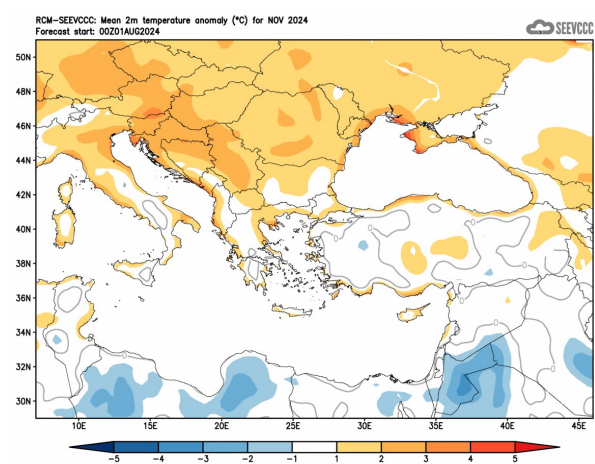 RCM-SEEVCCC: Mean 2m temperature anomaly (°C) for NOV 2024
Forecast start: 00Z01AUG2024
SEEVCCC
50N
48N
46N
44N
42N
40N
38N
36N
34N
32N
30N
10E 15E 20E 25E 30E 35E 40E 45E
-5 -4 -3 -2 -1 1 2 3 4 5